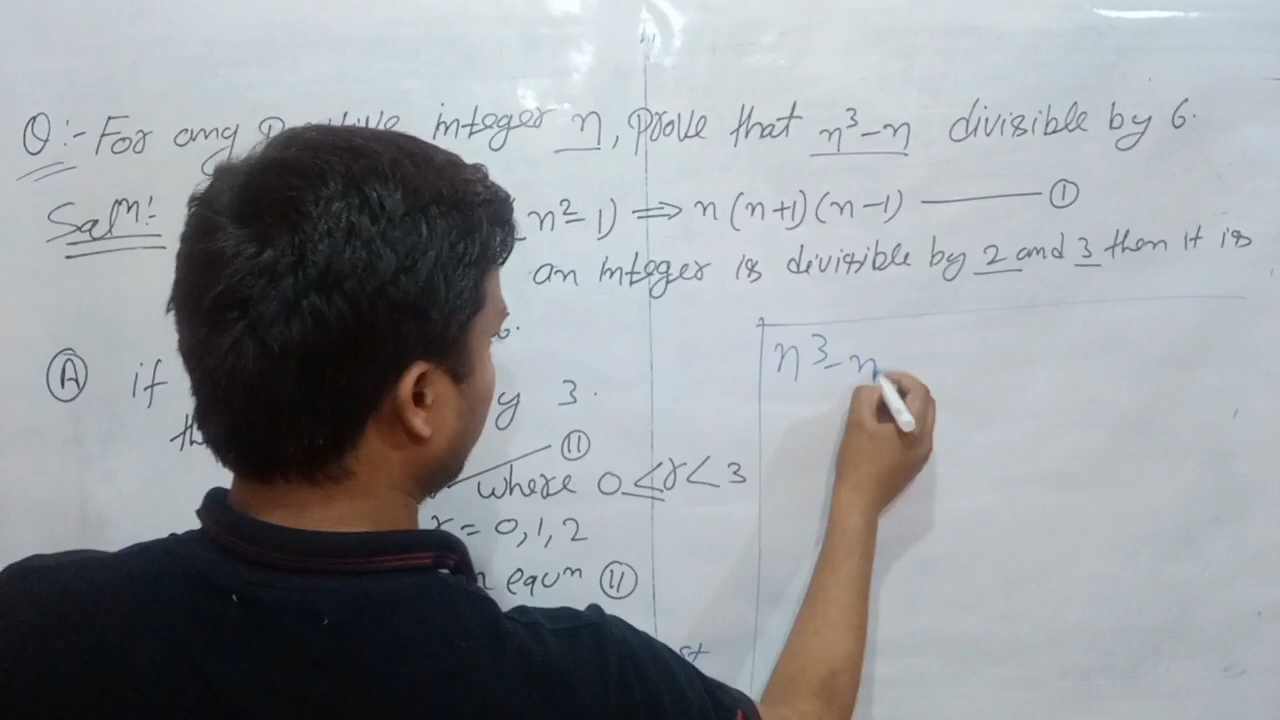 Q:- For any integer n, prove that n³-n divisible by 6.
Solⁿ: n²-1) ⟹ n(n+1)(n-1) ——— ①
an integer is divisible by 2 and 3 then it is
Ⓐ if y 3.
th
⑪
where 0≤r<3
r = 0,1,2
equⁿ ⑪
st
n³-n